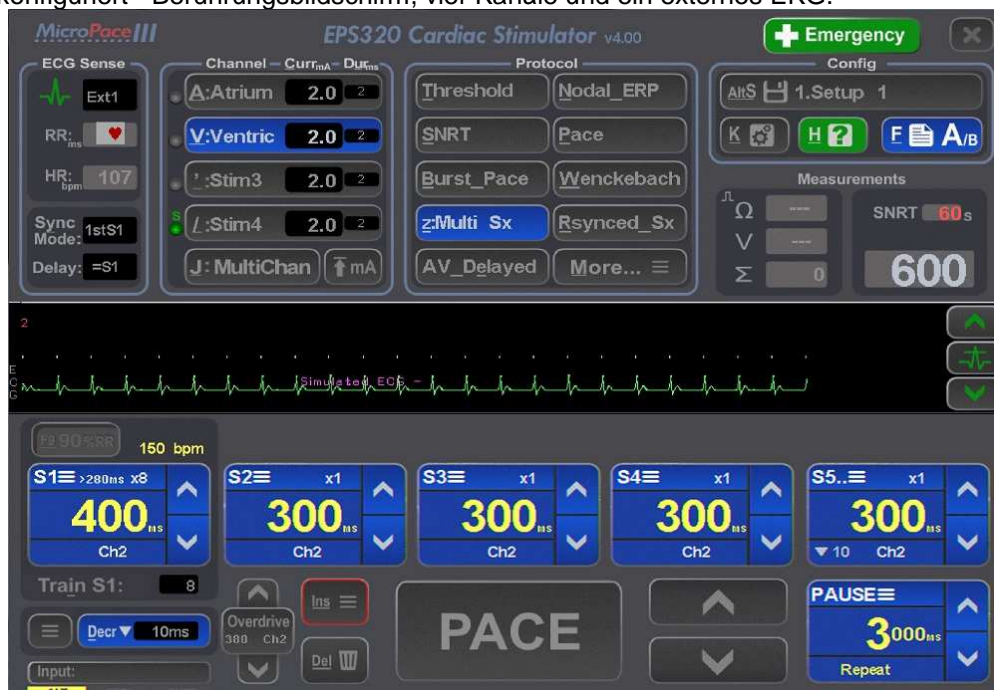 konfiguriert - Berührungsbildschirm, vier Kanäle und ein externes EKG.
MicroPace III EPS320 Cardiac Stimulator v4.00 Emergency
ECG Sense Channel Curr mA Dur ms Protocol Config
Ext1 A:Atrium 2.0 2 Threshold Nodal_ERP AltS 1.Setup 1
RR: ms V:Ventric 2.0 2 SNRT Pace K H ? F A/B
HR: bpm 107 ':Stim3 2.0 2 Burst_Pace Wenckebach Measurements
Sync Mode: 1stS1 S /:Stim4 2.0 2 z:Multi Sx Rsynced_Sx Ω --- SNRT 60 s
Delay: =S1 J: MultiChan mA AV_Delayed More... V --- 600
Σ 0
2
ECG Simulated ECG -
F9 90%RR 150 bpm
S1 >280ms x8 S2 x1 S3 x1 S4 x1 S5.. x1
400 ms 300 ms 300 ms 300 ms 300 ms
Ch2 Ch2 Ch2 Ch2 10 Ch2
Train S1: 8 Ins PAUSE
Overdrive PACE 3000 ms
Decr 10ms 300 Ch2
Del Repeat
Input: